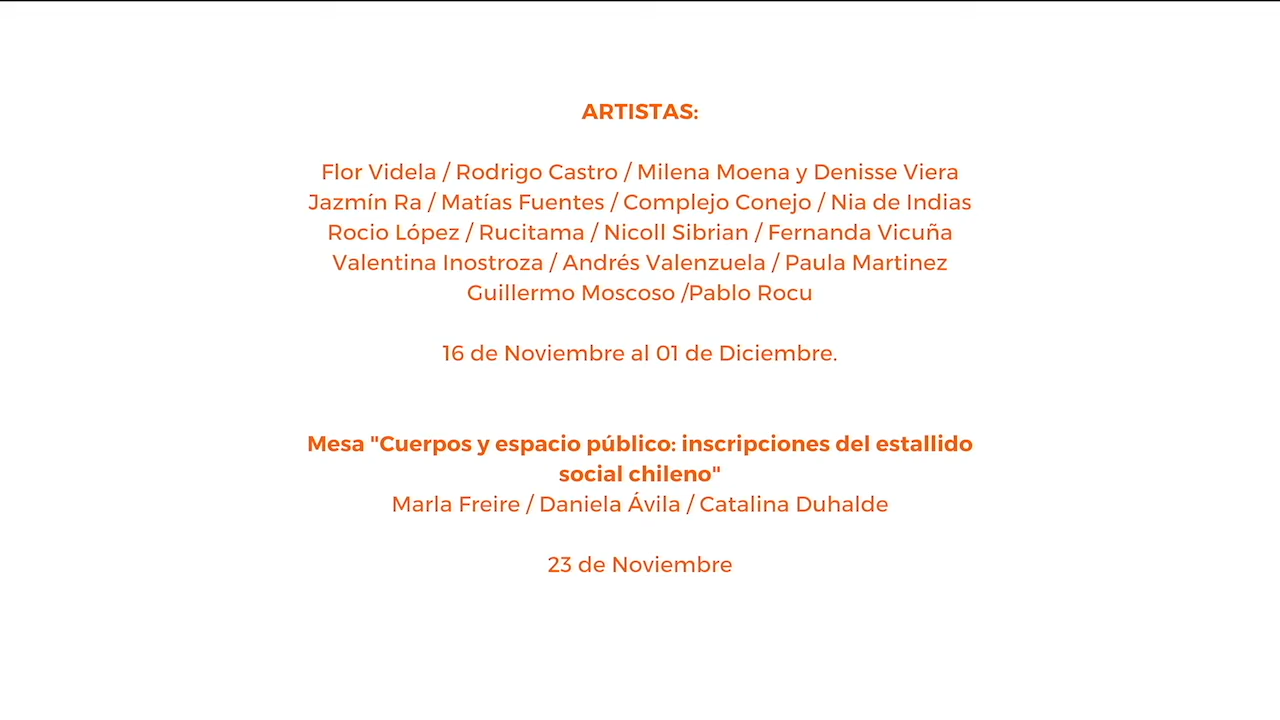 ARTISTAS:
Flor Videla / Rodrigo Castro / Milena Moena y Denisse Viera
Jazmín Ra / Matías Fuentes / Complejo Conejo / Nia de Indias
Rocio López / Rucitama / Nicoll Sibrian / Fernanda Vicuña
Valentina Inostroza / Andrés Valenzuela / Paula Martinez
Guillermo Moscoso /Pablo Rocu
16 de Noviembre al 01 de Diciembre.
Mesa "Cuerpos y espacio público: inscripciones del estallido
social chileno"
Marla Freire / Daniela Ávila / Catalina Duhalde
23 de Noviembre